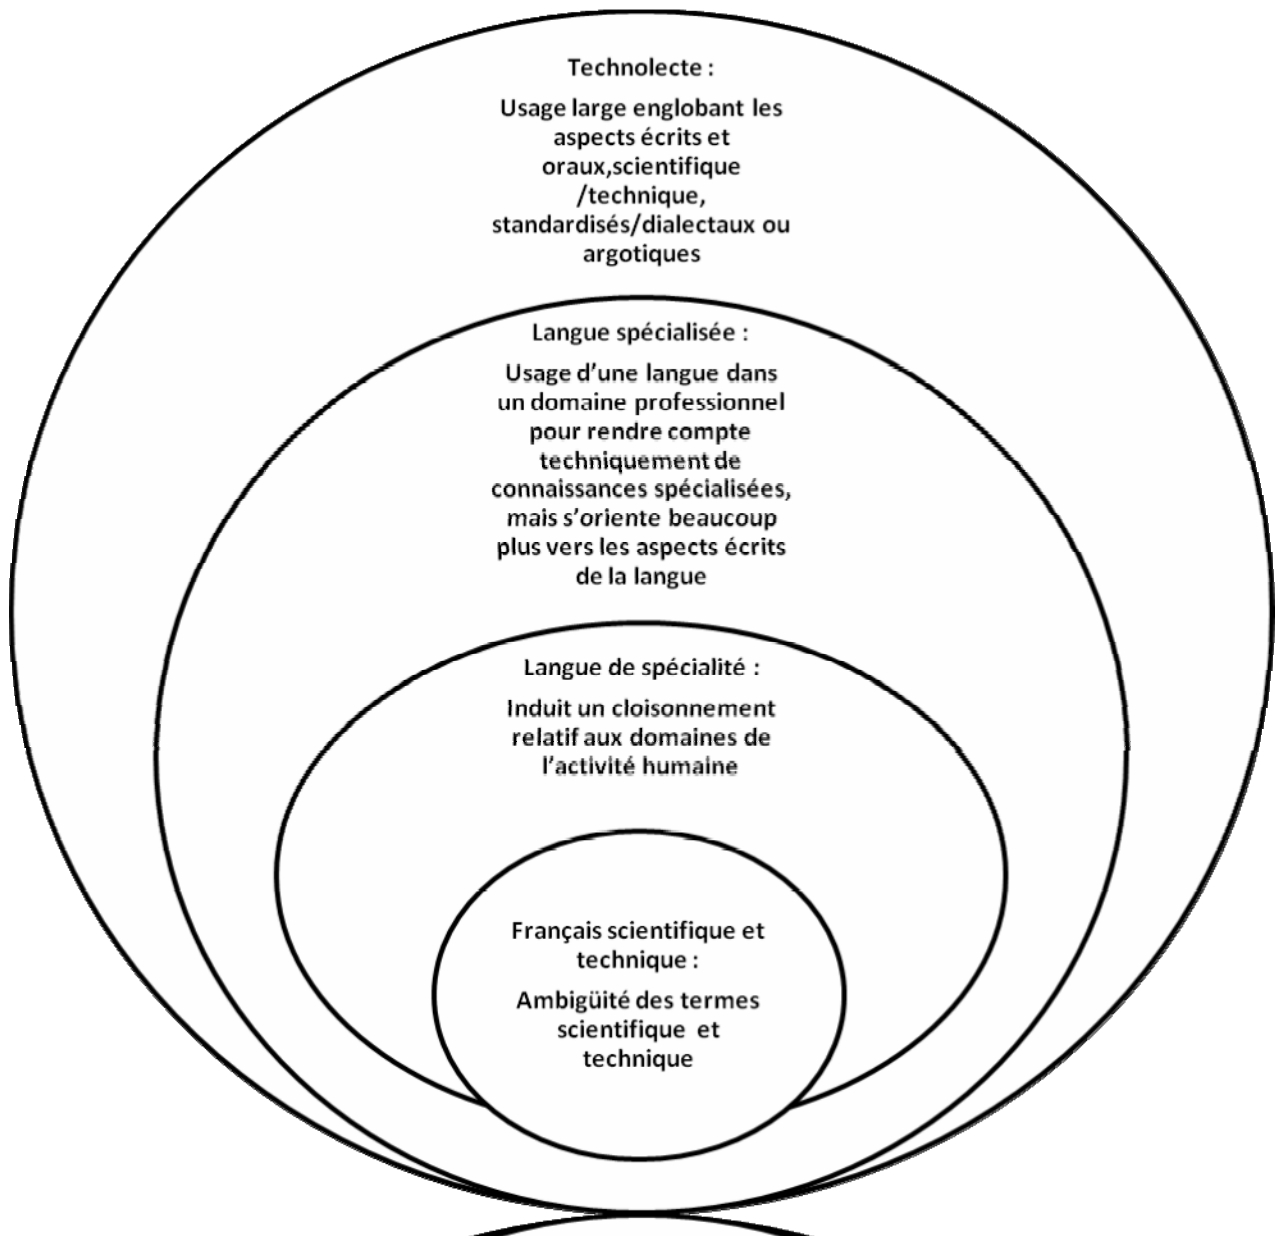 Technolecte :
Usage large englobant les
aspects écrits et
oraux,scientifique
/technique,
standardisés/dialectaux ou
argotiques
Langue spécialisée :
Usage d’une langue dans
un domaine professionnel
pour rendre compte
techniquement de
connaissances spécialisées,
mais s’oriente beaucoup
plus vers les aspects écrits
de la langue
Langue de spécialité :
Induit un cloisonnement
relatif aux domaines de
l’activité humaine
Français scientifique et
technique :
Ambigüité des termes
scientifique et
technique